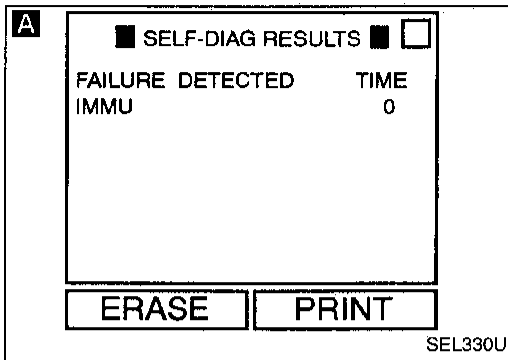 A
SELF-DIAG RESULTS
FAILURE DETECTED TIME
IMMU 0
ERASE PRINT
SEL330U